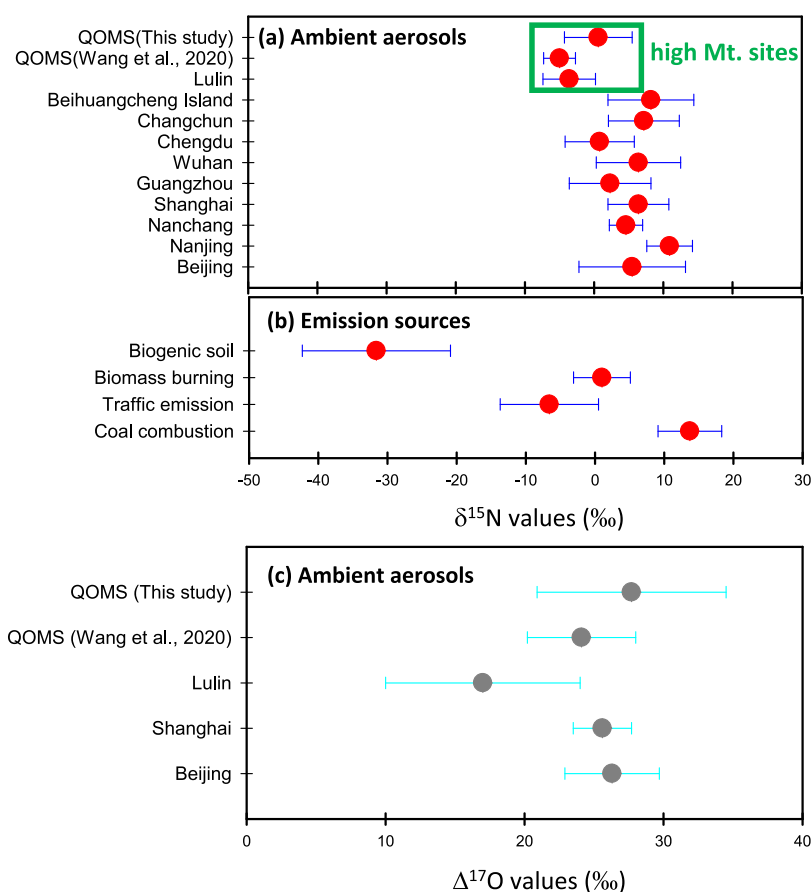 (a) Ambient aerosols
high Mt. sites
QOMS(This study)
QOMS(Wang et al., 2020)
Lulin
Beihuangcheng Island
Changchun
Chengdu
Wuhan
Guangzhou
Shanghai
Nanchang
Nanjing
Beijing
(b) Emission sources
Biogenic soil
Biomass burning
Traffic emission
Coal combustion
-50 -40 -30 -20 -10 0 10 20 30
δ¹⁵N values (‰)
(c) Ambient aerosols
QOMS (This study)
QOMS (Wang et al., 2020)
Lulin
Shanghai
Beijing
0 10 20 30 40
Δ¹⁷O values (‰)